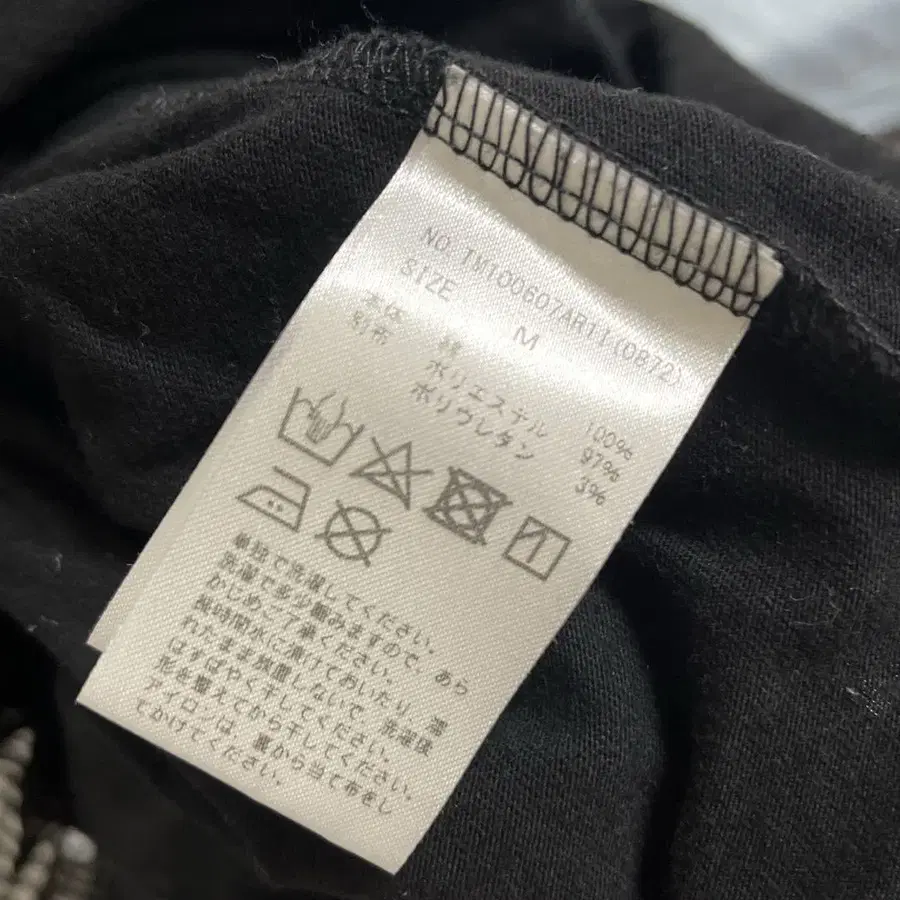 NO. TM100607/AR11(0872)
SIZE M
本体 綿 100%
別布 ポリエステル 97%
ポリウレタン 3%
単独で洗濯してください。
洗濯で多少縮みますので、あら
かじめご了承ください。
長時間水に漬けておいたり、濡
れたまま放置しないで、洗濯後
はすばやく干してください。
形を整えてから干してください。
アイロンは、裏から当て布をし
てかけてください。